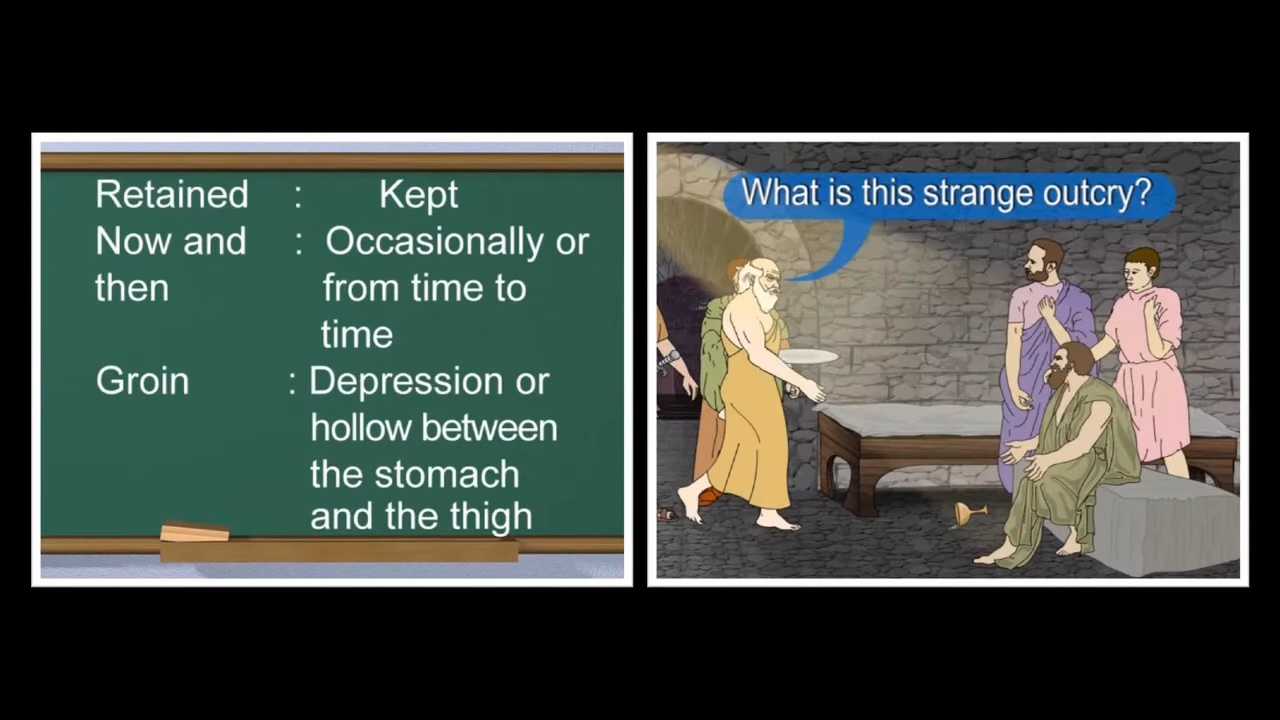 Retained : Kept
Now and : Occasionally or
then from time to
time
Groin : Depression or
hollow between
the stomach
and the thigh
What is this strange outcry?